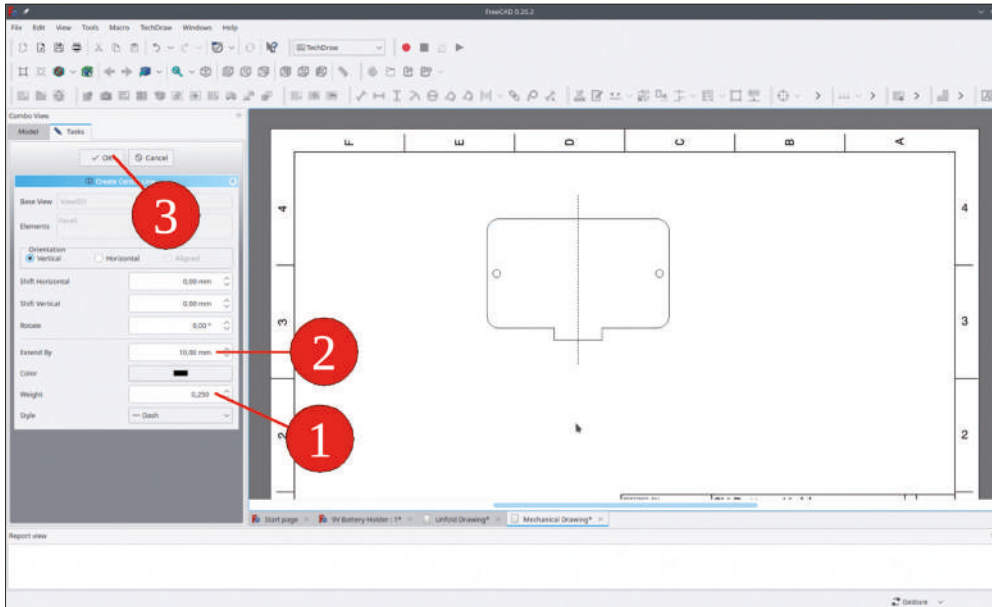 FreeCAD 0.20.2
File Edit View Tools Macro TechDraw Windows Help
TechDraw
Combo View
Model Tasks
OK Cancel
3
Create Center Line
Base View
Elements
Orientation
Vertical Horizontal Aligned
Shift Horizontal 0,00 mm
Shift Vertical 0,00 mm
Rotate 0,00 °
Extend By 10,00 mm
2
Color
Weight 0,250
1
Style Dash
F E D C B A
4 4
3 3
2 2
Start page 9V Battery Holder : 1* Unfold Drawing* Mechanical Drawing*
Report view
Gesture